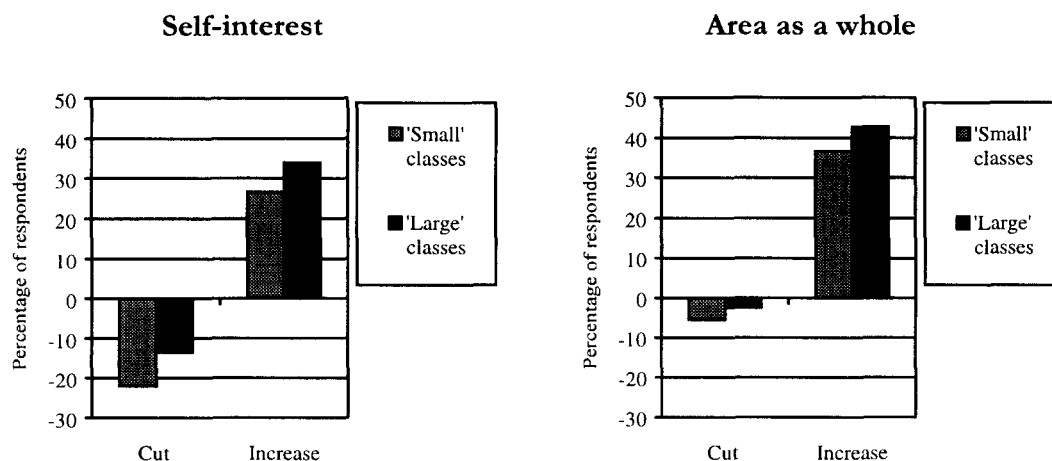 Self-interest
Percentage of respondents
50
40
30
20
10
0
-10
-20
-30
Cut
Increase
'Small'
classes
'Large'
classes
Area as a whole
Percentage of respondents
50
40
30
20
10
0
-10
-20
-30
Cut
Increase
'Small'
classes
'Large'
classes